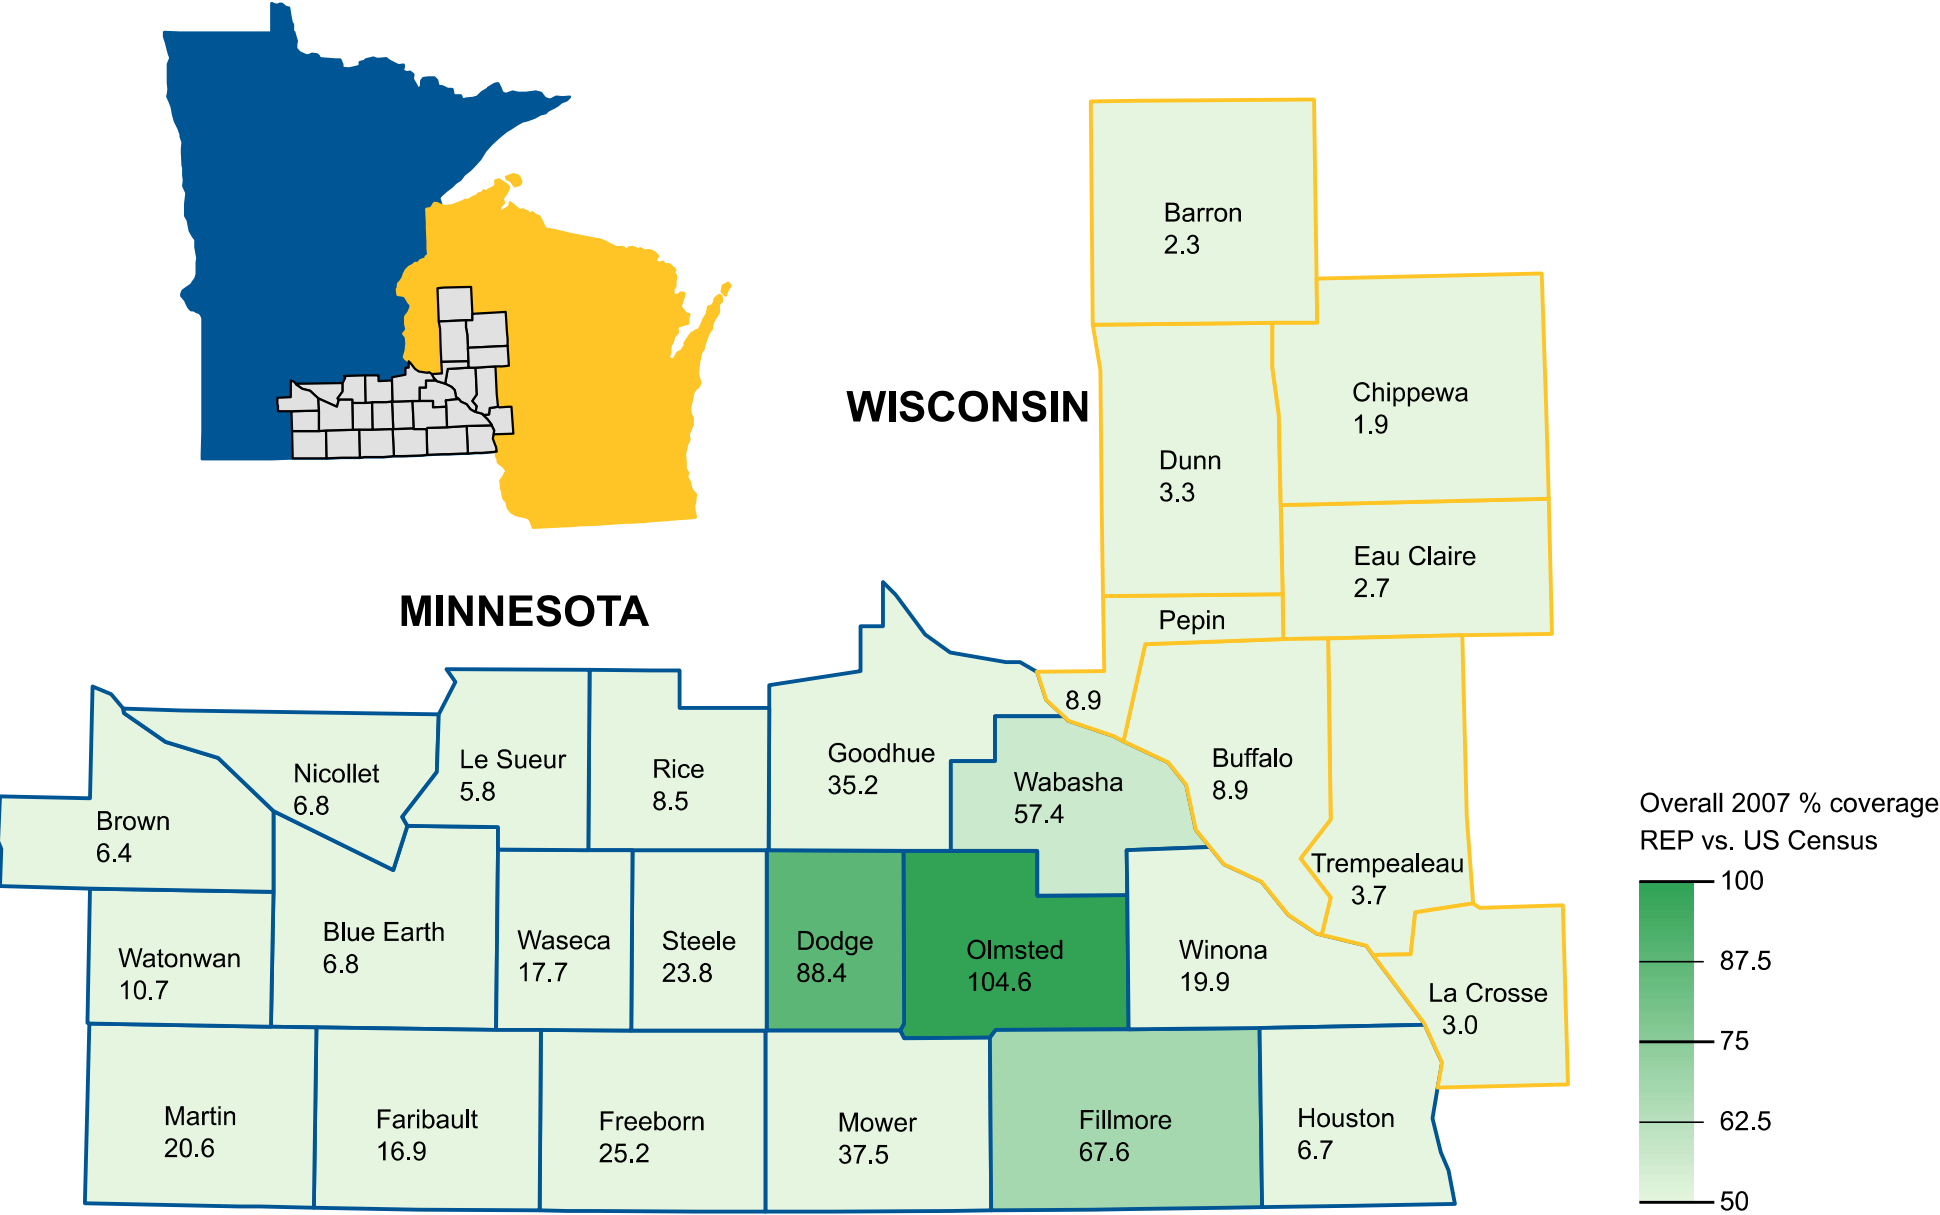 Barron
2.3
Chippewa
1.9
WISCONSIN
Dunn
3.3
Eau Claire
2.7
MINNESOTA
Pepin
8.9
Nicollet
6.8
Le Sueur
5.8
Rice
8.5
Goodhue
35.2
Wabasha
57.4
Buffalo
8.9
Brown
6.4
Trempealeau
3.7
Watonwan
10.7
Blue Earth
6.8
Waseca
17.7
Steele
23.8
Dodge
88.4
Olmsted
104.6
Winona
19.9
La Crosse
3.0
Martin
20.6
Faribault
16.9
Freeborn
25.2
Mower
37.5
Fillmore
67.6
Houston
6.7
Overall 2007 % coverage
REP vs. US Census
100
87.5
75
62.5
50